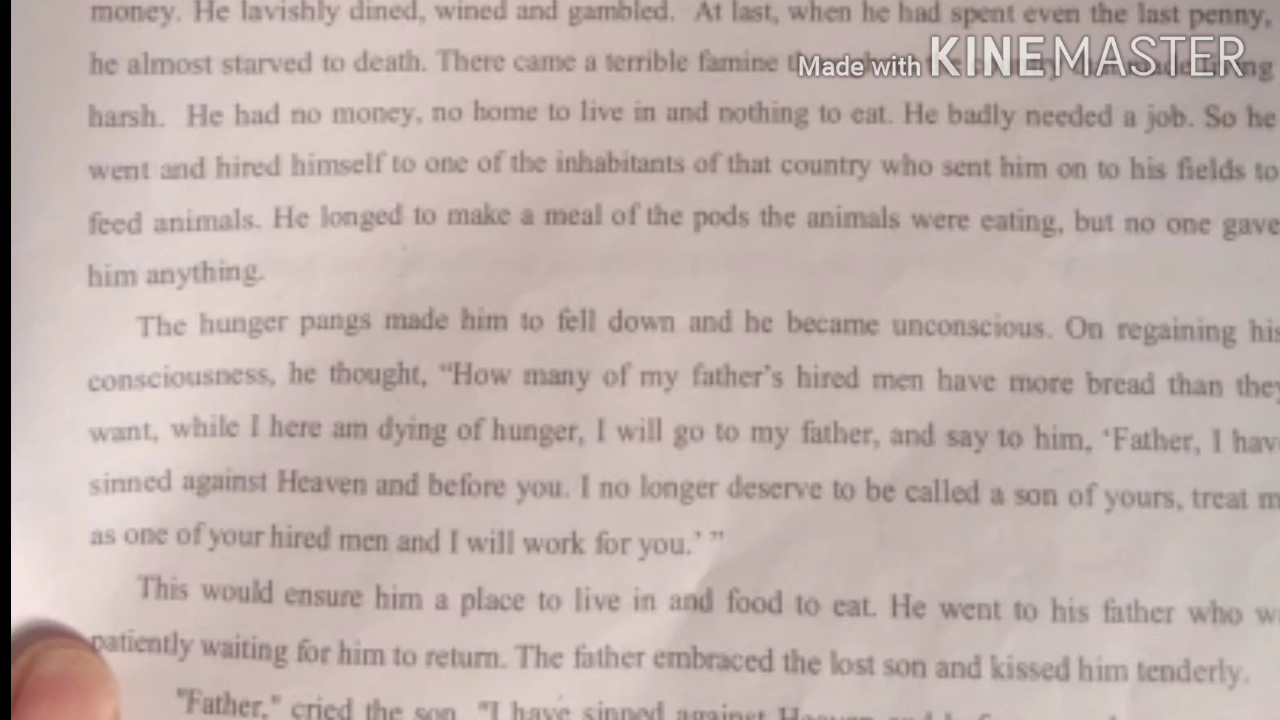 money. He lavishly dined, wined and gambled. At last, when he had spent even the last penny,
he almost starved to death. There came a terrible famine
Made with KINEMASTER
harsh. He had no money, no home to live in and nothing to eat. He badly needed a job. So he
went and hired himself to one of the inhabitants of that country who sent him on to his fields to
feed animals. He longed to make a meal of the pods the animals were eating, but no one gave
him anything.
The hunger pangs made him to fell down and he became unconscious. On regaining his
consciousness, he thought, "How many of my father's hired men have more bread than they
want, while I here am dying of hunger, I will go to my father, and say to him, 'Father, I hav
sinned against Heaven and before you. I no longer deserve to be called a son of yours, treat m
as one of your hired men and I will work for you.' "
This would ensure him a place to live in and food to eat. He went to his father who w
patiently waiting for him to return. The father embraced the lost son and kissed him tenderly.
"Father," cried the son, "I have sinned against Heaven